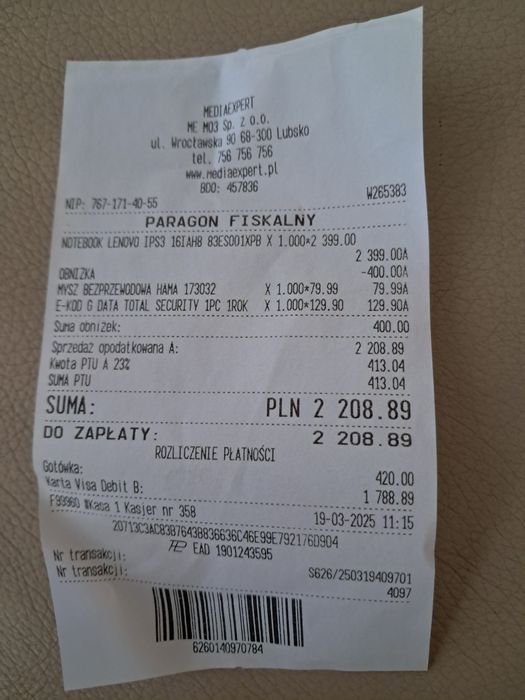 MEDIAEXPERT
ME M03 Sp. z o.o.
ul. Wrocławska 90 68-300 Lubsko
tel. 756 756 756
www.mediaexpert.pl
BDO: 457836
NIP: 767-171-40-55 W265383
PARAGON FISKALNY
NOTEBOOK LENOVO IPS3 16IAH8 83ES001XPB X 1.000*2 399.00
2 399.00A
OBNIŻKA -400.00A
MYSZ BEZPRZEWODOWA HAMA 173032 X 1.000*79.99 79.99A
E-KOD G DATA TOTAL SECURITY 1PC 1ROK X 1.000*129.90 129.90A
Suma obniżek: 400.00
Sprzedaż opodatkowana A: 2 208.89
Kwota PTU A 23% 413.04
SUMA PTU 413.04
SUMA: PLN 2 208.89
DO ZAPŁATY: 2 208.89
ROZLICZENIE PŁATNOŚCI
Gotówka: 420.00
Karta Visa Debit B: 1 788.89
F99960 #Kasa 1 Kasjer nr 358 19-03-2025 11:15
20713C3AC83B7643B836636C46E99E792176D904
EAD 1901243595
Nr transakcji: S626/250319409701
Nr transakcji: 4097
6260140970784